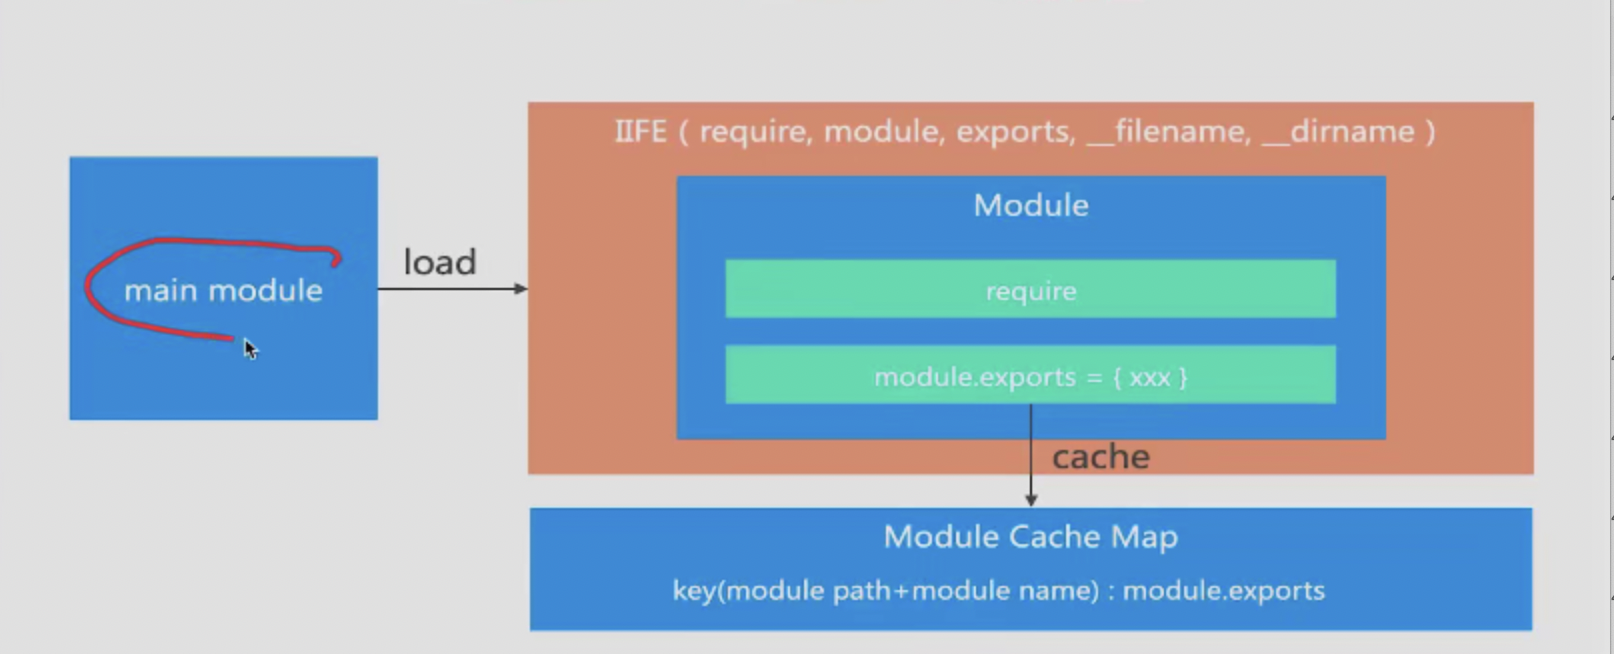 IIFE ( require, module, exports, __filename, __dirname )
Module
main module
load
require
module.exports = { xxx }
cache
Module Cache Map
key(module path+module name) : module.exports